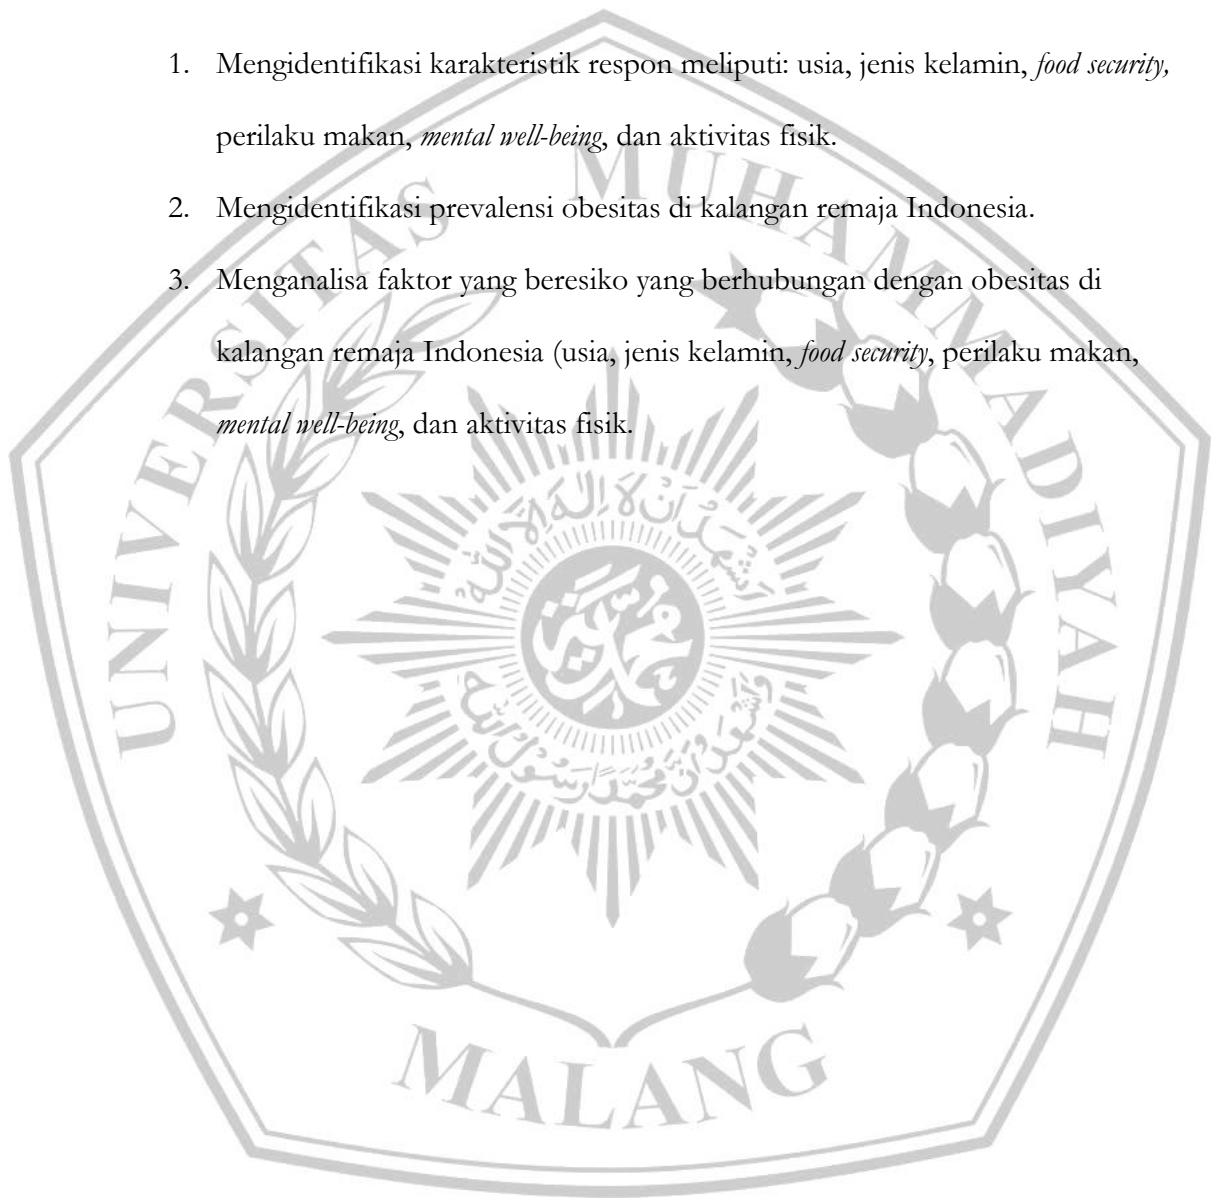 1. Mengidentifikasi karakteristik respon meliputi: usia, jenis kelamin, food security,
perilaku makan, mental well-being, dan aktivitas fisik.
2. Mengidentifikasi prevalensi obesitas di kalangan remaja Indonesia.
3. Menganalisa faktor yang beresiko yang berhubungan dengan obesitas di
kalangan remaja Indonesia (usia, jenis kelamin, food security, perilaku makan,
mental well-being, dan aktivitas fisik.
UNIVERSITAS MUHAMMADIYAH
MALANG